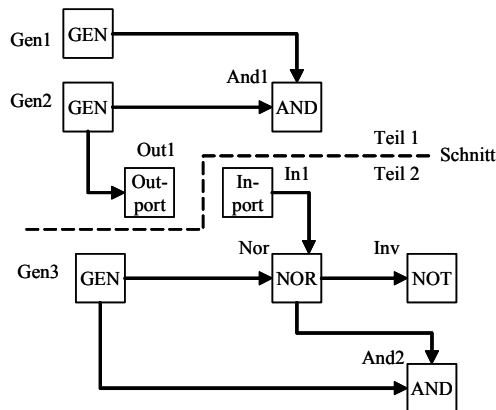 Gen1
GEN
And1
Gen2
GEN
AND
Out1
Teil 1
Schnitt
Out-
port
In-
port
In1
Teil 2
Nor
Inv
Gen3
GEN
NOR
NOT
And2
AND